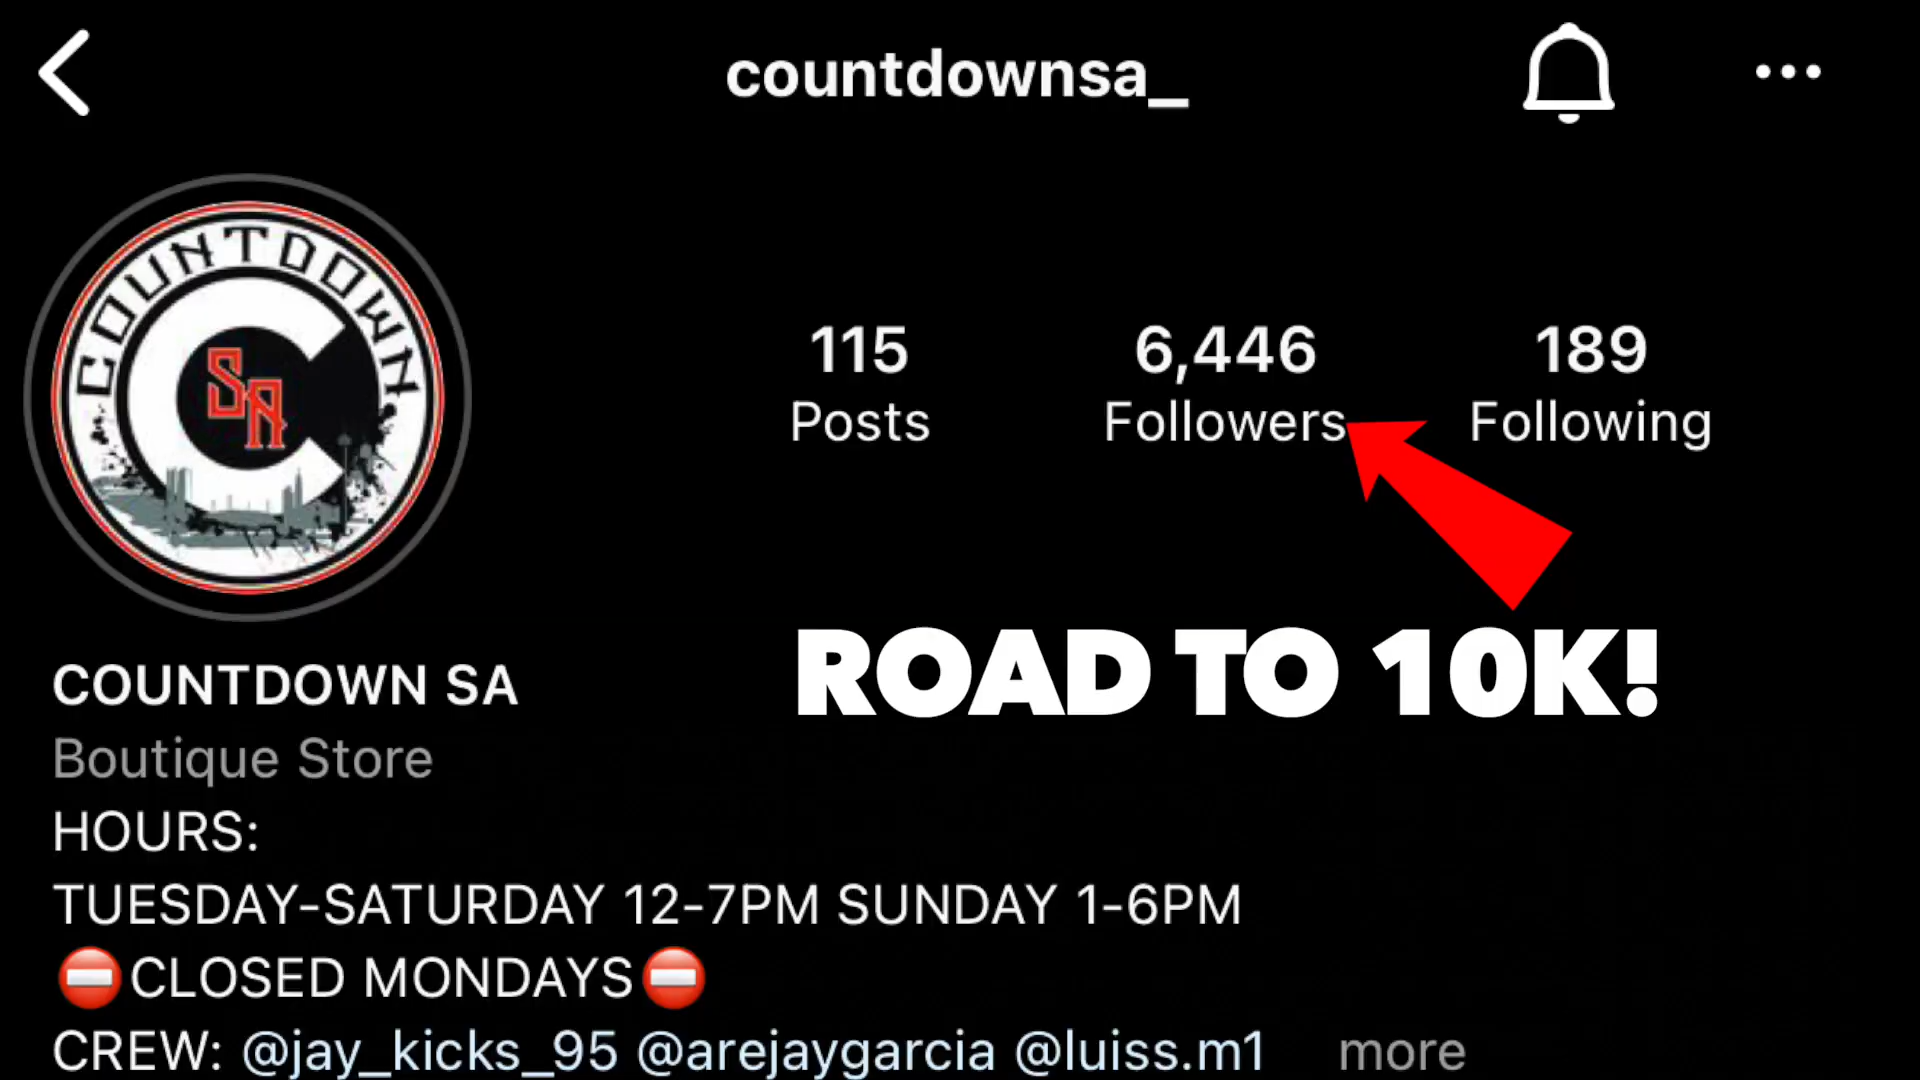 countdownsa_
COUNTDOWN
SA
115
Posts
6,446
Followers
189
Following
ROAD TO 10K!
COUNTDOWN SA
Boutique Store
HOURS:
TUESDAY-SATURDAY 12-7PM SUNDAY 1-6PM
⛔CLOSED MONDAYS⛔
CREW: @jay_kicks_95 @arejaygarcia @luiss.m1 more